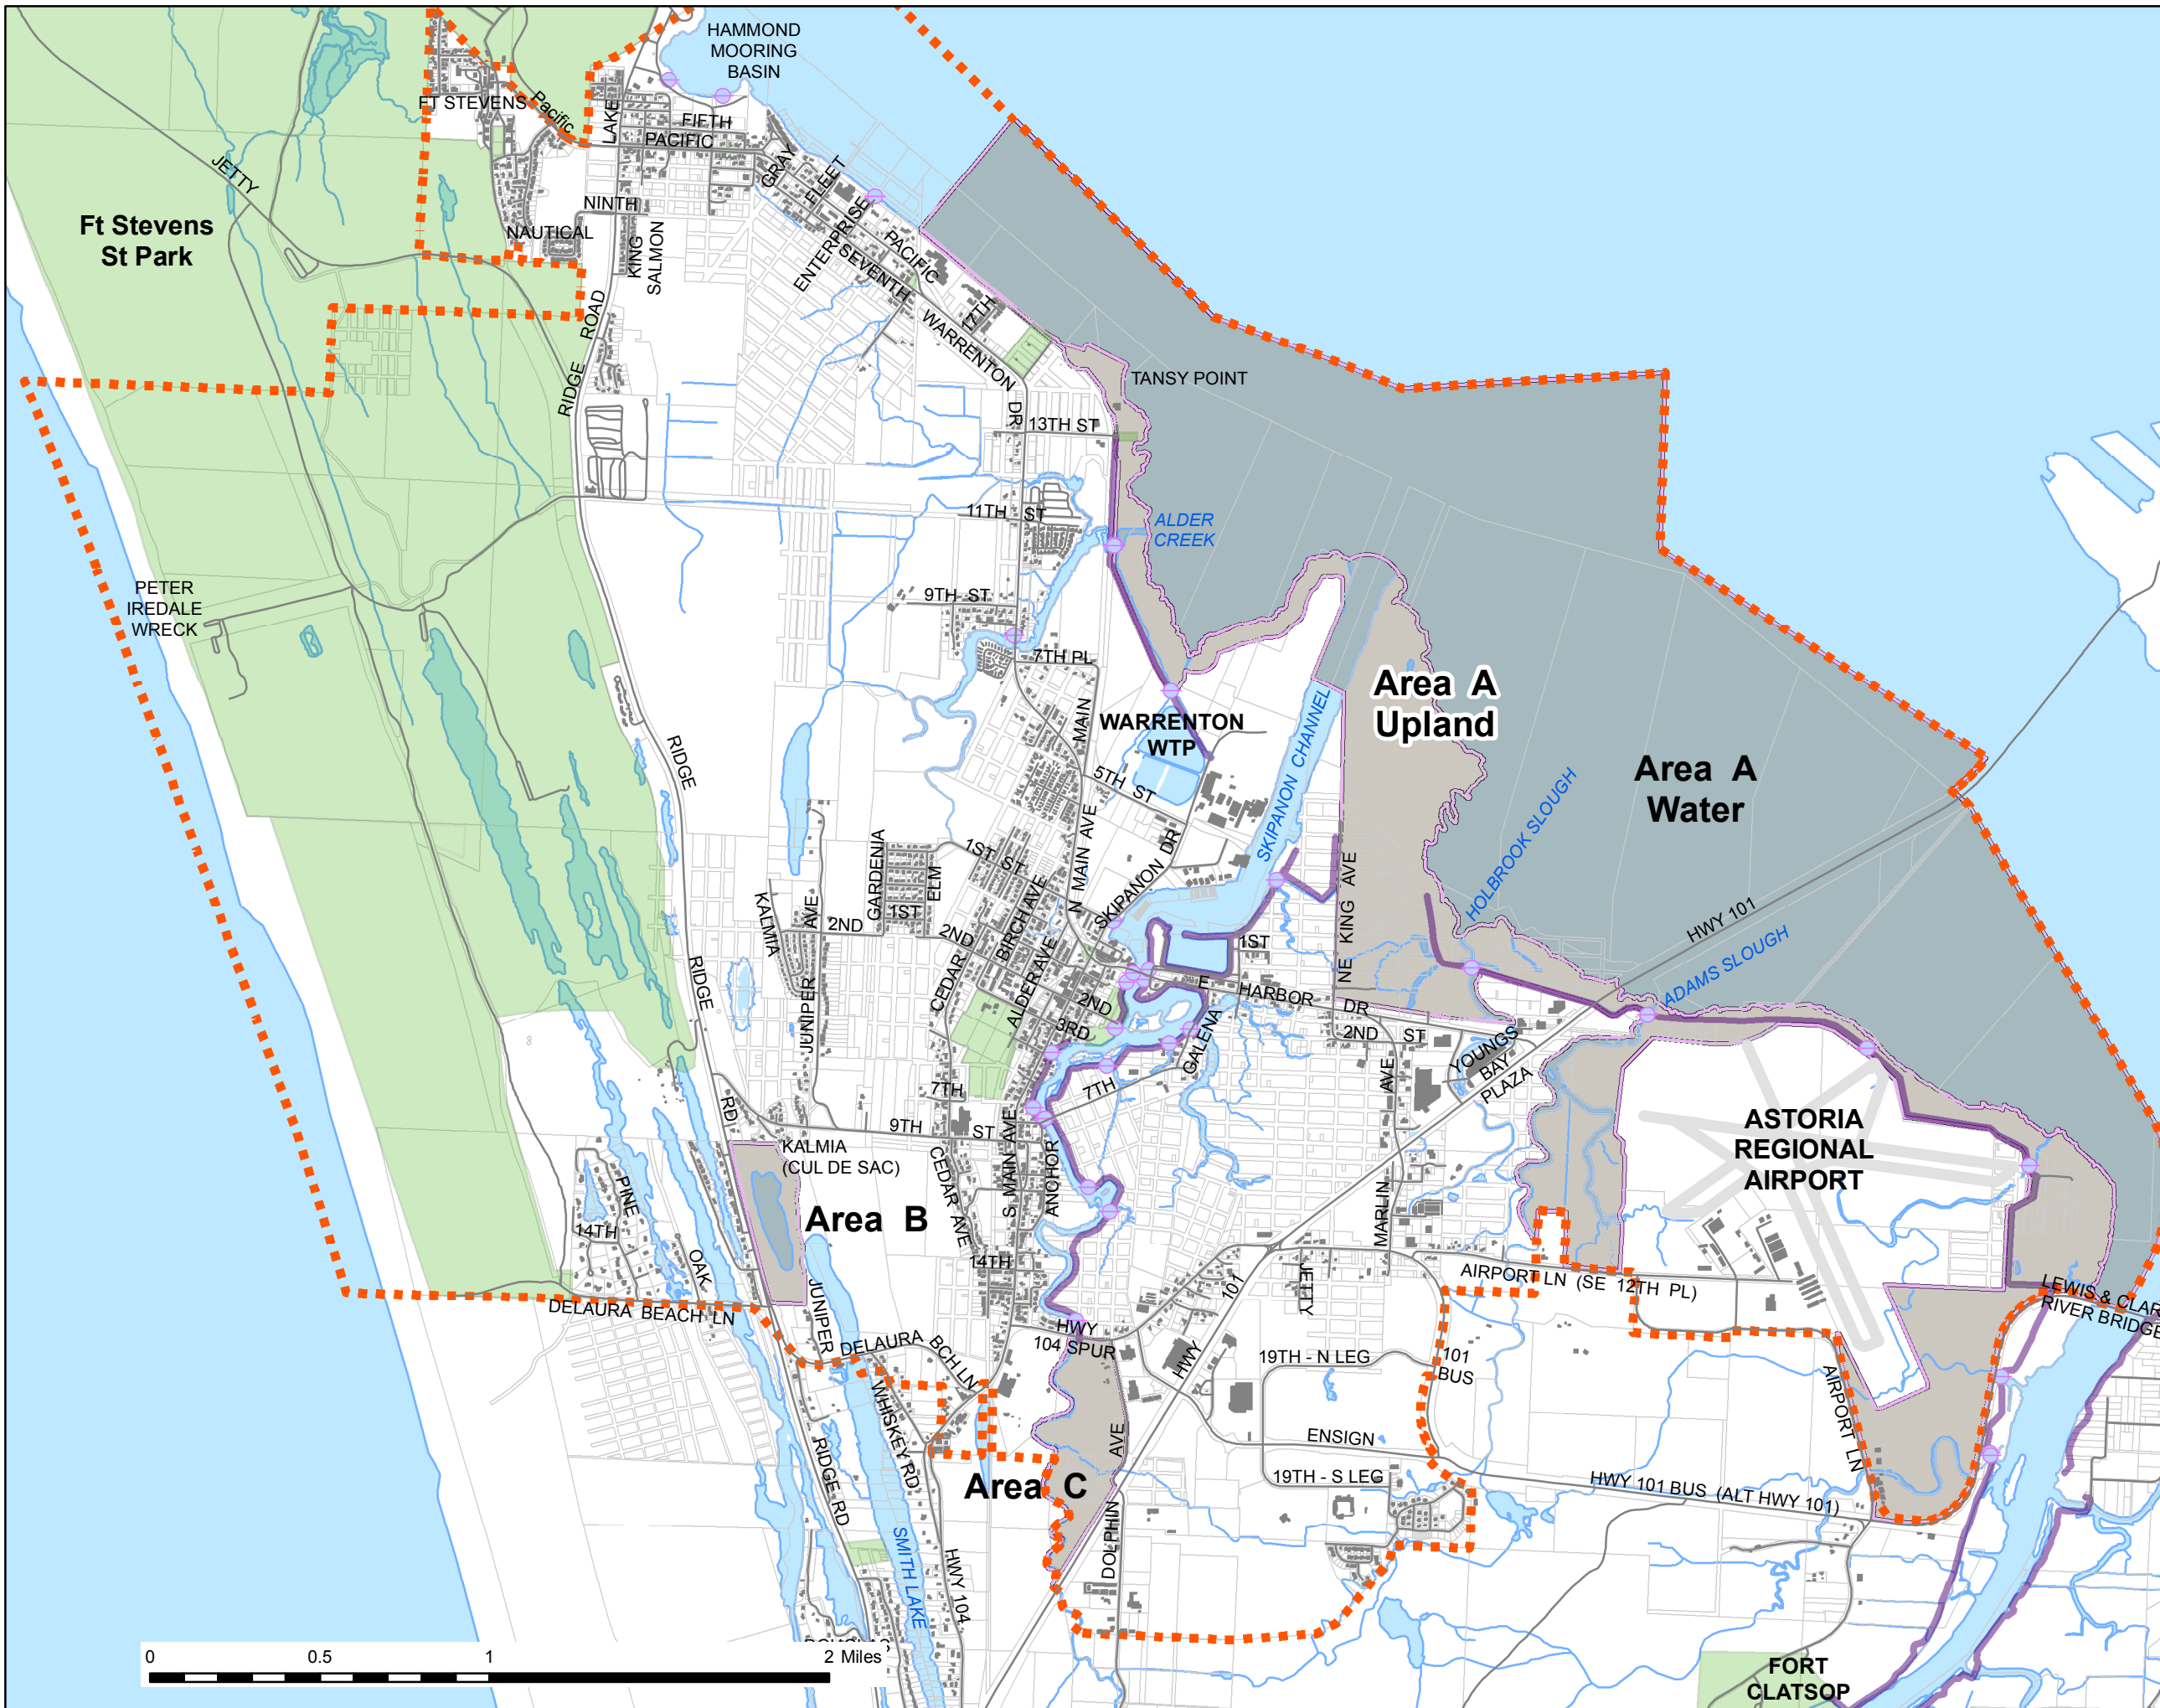 HAMMOND
MOORING
BASIN
FT STEVENS
Pacific
LAKE
FIFTH
PACIFIC
GRAY
FLEET
JETTY
Ft Stevens
St Park
NINTH
NAUTICAL
KING
SALMON
ENTERPRISE
SEVENTH
PACIFIC
17TH
WARRENTON
DR
RIDGE
ROAD
TANSY POINT
13TH ST
11TH ST
ALDER
CREEK
PETER
IREDALE
WRECK
9TH ST
7TH PL
MAIN
WARRENTON
WTP
SKIPANON CHANNEL
Area A
Upland
Area A
Water
RIDGE
5TH ST
N MAIN AVE
SKIPANON DR
HOLBROOK SLOUGH
HWY 101
ADAMS SLOUGH
1ST ST
GARDENIA
ELM
1ST
KALMIA
AVE
2ND
2ND
BIRCH AVE
ALDER AVE
CEDAR
JUNIPER
RIDGE
1ST
NE KING AVE
E HARBOR DR
2ND
3RD
2ND ST
GALENA
YOUNGS
BAY
PLAZA
AVE
7TH
7TH
RD
9TH ST
KALMIA
(CUL DE SAC)
S MAIN AVE
ANCHOR
CEDAR AVE
MARLIN
ASTORIA
REGIONAL
AIRPORT
PINE
14TH
OAK
Area B
14TH
JUNIPER
JETTY
101
AIRPORT LN (SE 12TH PL)
LEWIS & CLAR
RIVER BRIDGE
DELAURA BEACH LN
DELAURA
BCH LN
HWY
104 SPUR
HWY
19TH - N LEG
101
BUS
AIRPORT LN
WHISKEY RD
RIDGE RD
AVE
ENSIGN
19TH - S LEG
HWY 101 BUS (ALT HWY 101)
Area C
DOLPHIN
SMITH LAKE
HWY 104
FORT
CLATSOP
0 0.5 1 2 Miles